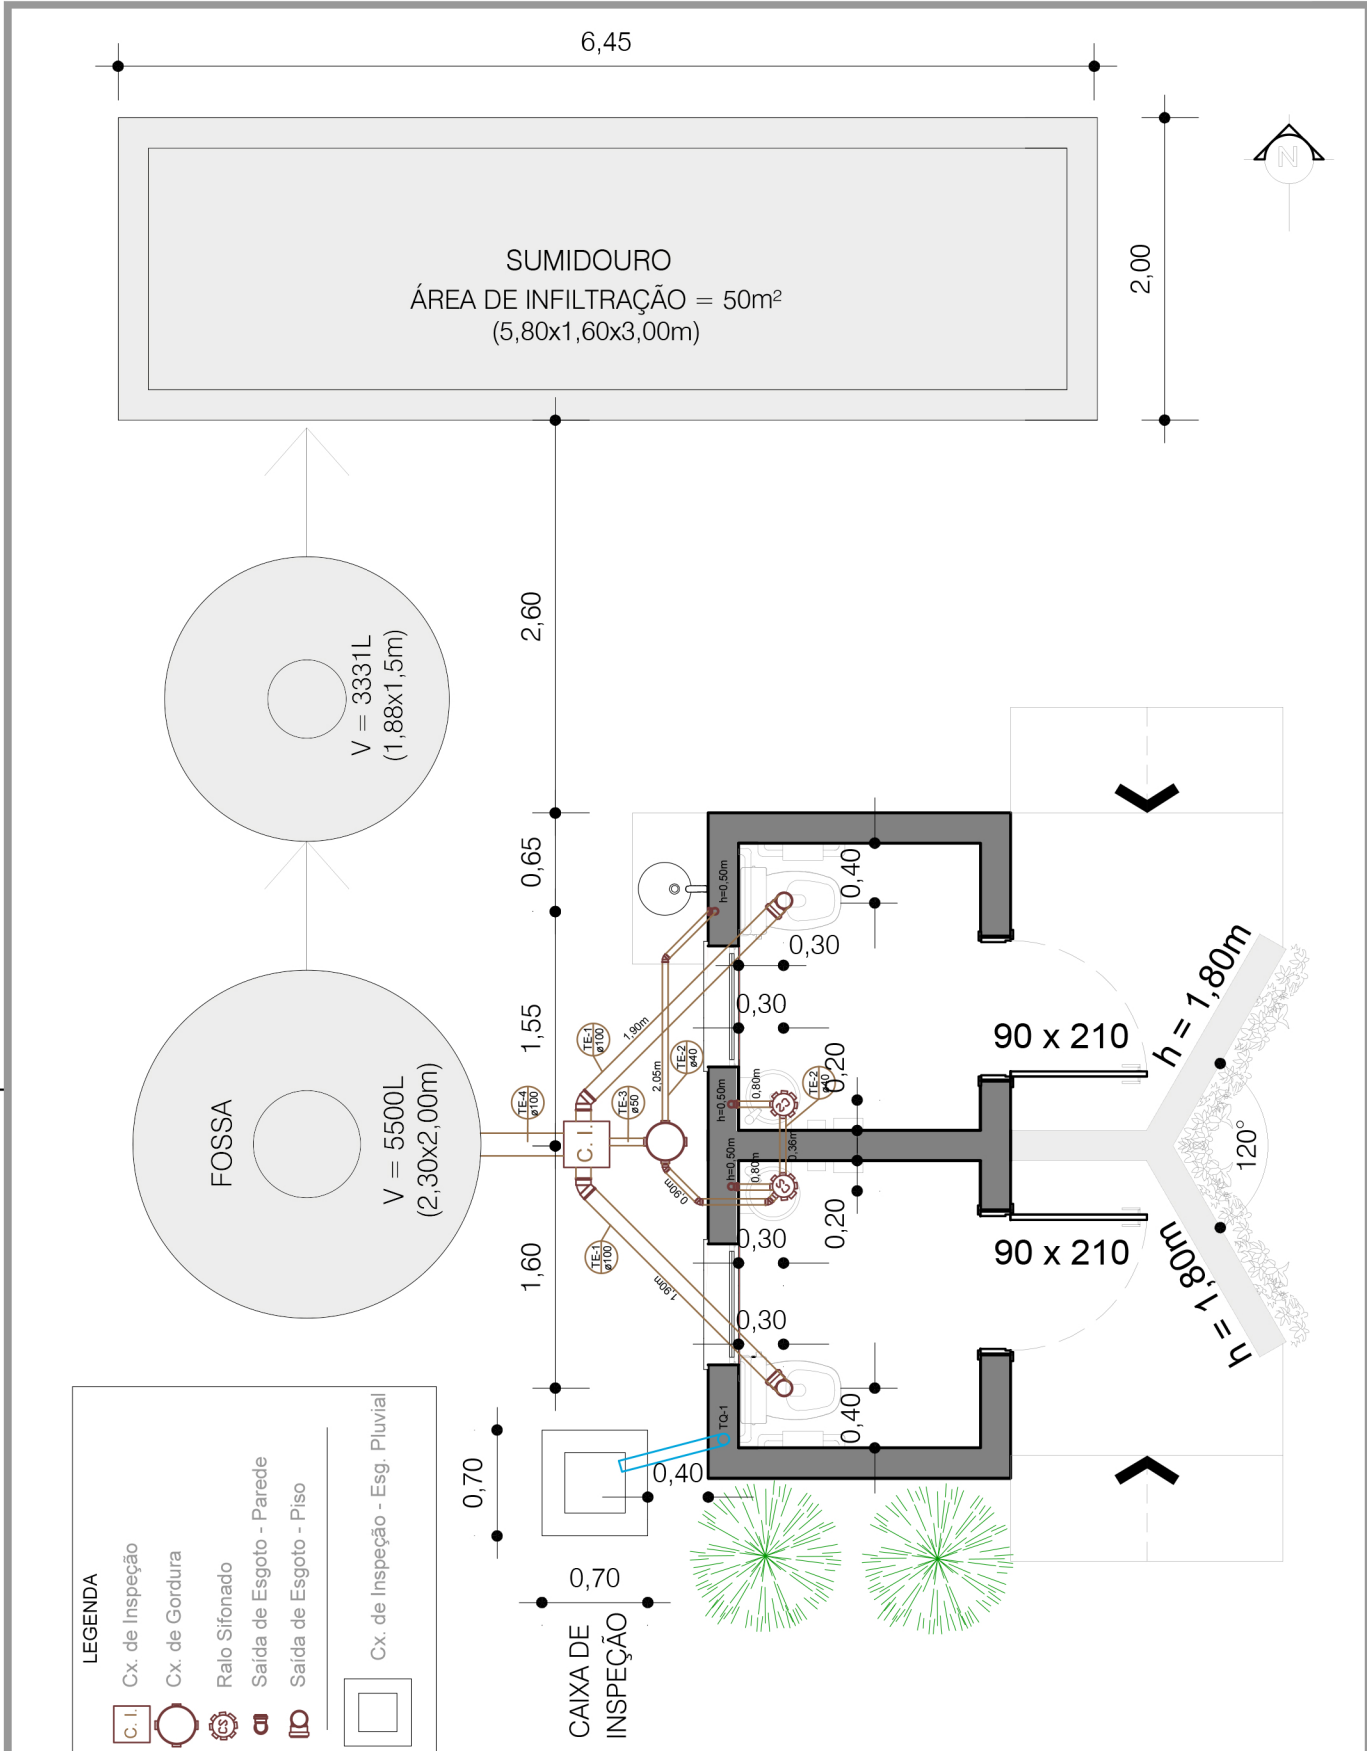 6,45
N
SUMIDOURO
ÁREA DE INFILTRAÇÃO = 50m²
(5,80x1,60x3,00m)
2,00
2,60
V = 3331L
(1,88x1,5m)
0,65
h=0,50m
0,40
0,30
0,30
1,55
TE-1
ø100
1,90m
2,05m
TE-2
ø40
0,80m
h=0,50m
TE-2
ø40
0,20
90 x 210
h = 1,80m
FOSSA
V = 5500L
(2,30x2,00m)
TE-4
ø100
TE-3
ø50
C. I.
CS
0,36m
h=0,50m
0,80m
CS
0,90m
120°
0,20
0,30
90 x 210
h = 1,80m
1,60
TE-1
ø100
1,90m
0,30
0,40
TQ-1
0,70
0,40
0,70
CAIXA DE
INSPEÇÃO
LEGENDA
C. I. Cx. de Inspeção
Cx. de Gordura
CS Ralo Sifonado
Saída de Esgoto - Parede
Saída de Esgoto - Piso
Cx. de Inspeção - Esg. Pluvial